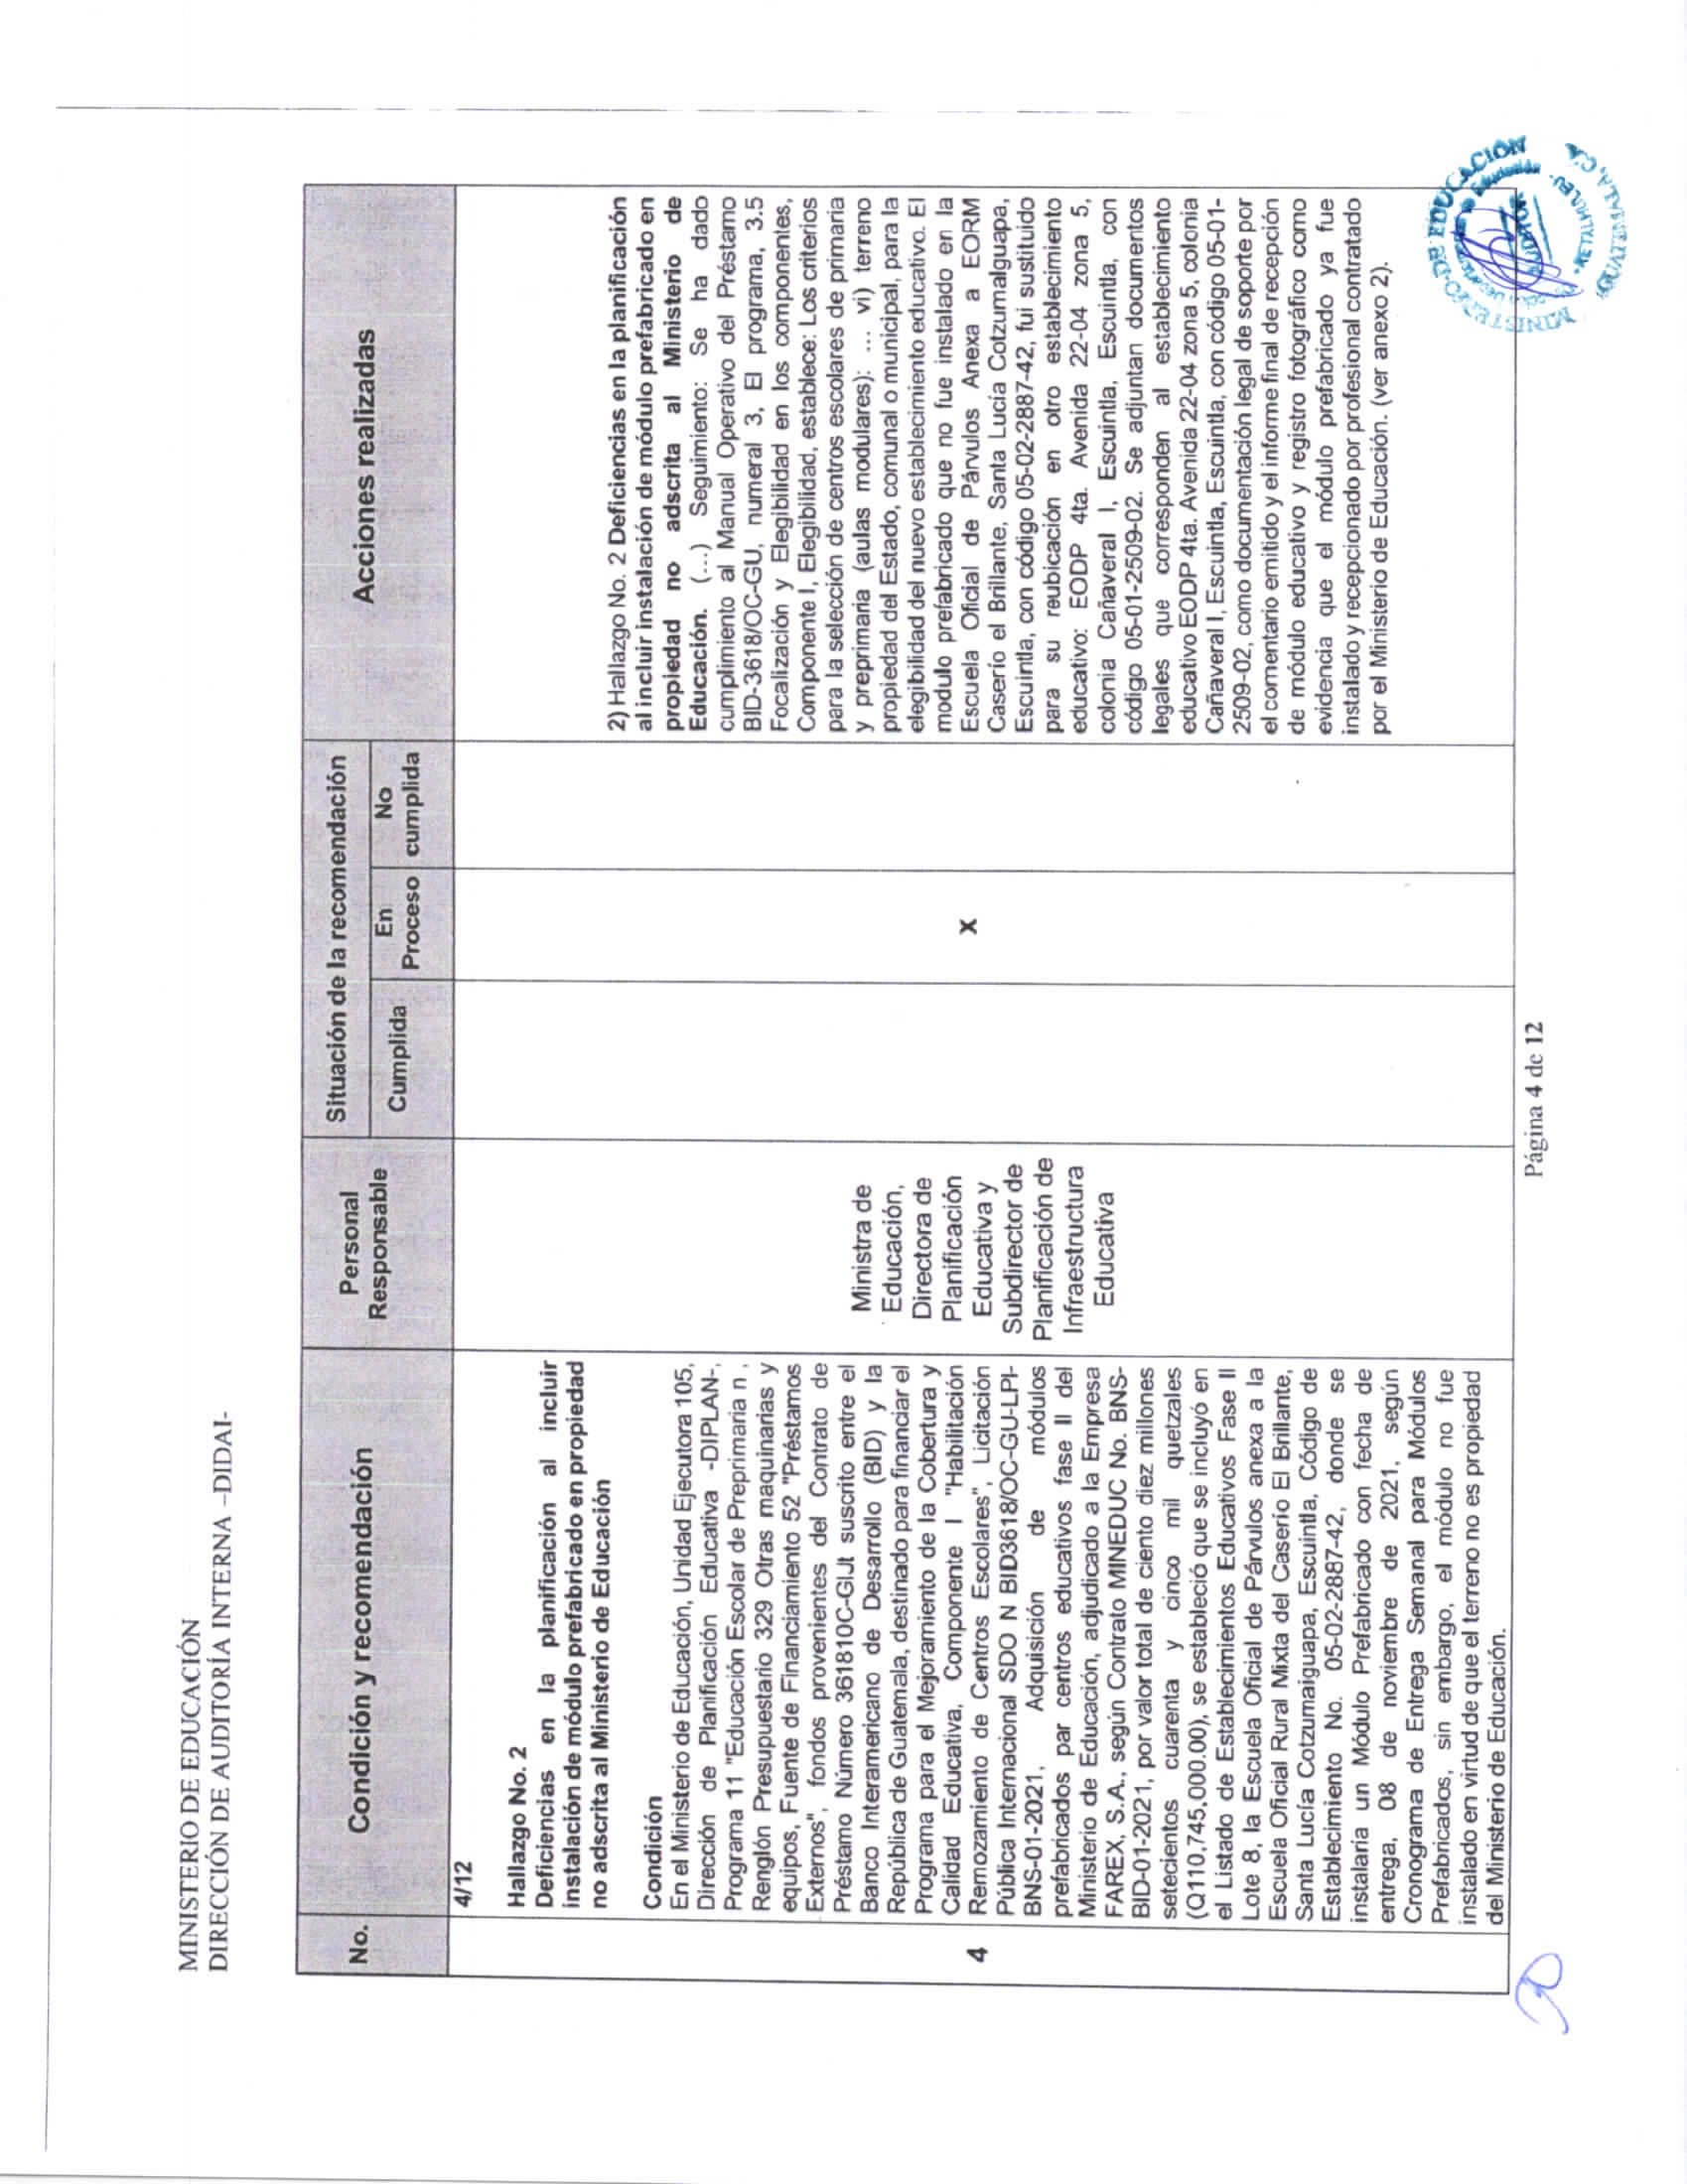 MINISTERIO DE EDUCACIÓN
DIRECCIÓN DE AUDITORÍA INTERNA –DIDAI-
No.
Condición y recomendación
Personal
Responsable
Situación de la recomendación
Cumplida
En
Proceso
No
cumplida
Acciones realizadas
4
4/12
Hallazgo No. 2
Deficiencias en la planificación al incluir
instalación de módulo prefabricado en propiedad
no adscrita al Ministerio de Educación
Condición
En el Ministerio de Educación, Unidad Ejecutora 105,
Dirección de Planificación Educativa -DIPLAN-,
Programa 11 "Educación Escolar de Preprimaria n ,
Renglón Presupuestario 329 Otras maquinarias y
equipos, Fuente de Financiamiento 52 "Préstamos
Externos", fondos provenientes del Contrato de
Préstamo Número 361810C-GIJt suscrito entre el
Banco Interamericano de Desarrollo (BID) y la
República de Guatemala, destinado para financiar el
Programa para el Mejoramiento de la Cobertura y
Calidad Educativa, Componente I "Habilitación
Remozamiento de Centros Escolares", Licitación
Pública Internacional SDO N BID3618/OC-GU-LPI-
BNS-01-2021, Adquisición de módulos
prefabricados par centros educativos fase II del
Ministerio de Educación, adjudicado a la Empresa
FAREX, S.A., según Contrato MINEDUC No. BNS-
BID-01-2021, por valor total de ciento diez millones
setecientos cuarenta y cinco mil quetzales
(Q110,745,000.00), se estableció que se incluyó en
el Listado de Establecimientos Educativos Fase II
Lote 8, la Escuela Oficial de Párvulos anexa a la
Escuela Oficial Rural Mixta del Caserío El Brillante,
Santa Lucía Cotzumaiguapa, Escuintla, Código de
Establecimiento No. 05-02-2887-42, donde se
instalaría un Módulo Prefabricado con fecha de
entrega, 08 de noviembre de 2021, según
Cronograma de Entrega Semanal para Módulos
Prefabricados, sin embargo, el módulo no fue
instalado en virtud de que el terreno no es propiedad
del Ministerio de Educación.
Ministra de
Educación,
Directora de
Planificación
Educativa y
Subdirector de
Planificación de
Infraestructura
Educativa
X
2) Hallazgo No. 2 Deficiencias en la planificación
al incluir instalación de módulo prefabricado en
propiedad no adscrita al Ministerio de
Educación. (...) Seguimiento: Se ha dado
cumplimiento al Manual Operativo del Préstamo
BID-3618/OC-GU, numeral 3, El programa, 3.5
Focalización y Elegibilidad en los componentes,
Componente I, Elegibilidad, establece: Los criterios
para la selección de centros escolares de primaria
y preprimaria (aulas modulares): ... vi) terreno
propiedad del Estado, comunal o municipal, para la
elegibilidad del nuevo establecimiento educativo. El
modulo prefabricado que no fue instalado en la
Escuela Oficial de Párvulos Anexa a EORM
Caserío el Brillante, Santa Lucía Cotzumalguapa,
Escuintla, con código 05-02-2887-42, fui sustituido
para su reubicación en otro establecimiento
educativo: EODP 4ta. Avenida 22-04 zona 5,
colonia Cañaveral I, Escuintla, Escuintla, con
código 05-01-2509-02. Se adjuntan documentos
legales que corresponden al establecimiento
educativo EODP 4ta. Avenida 22-04 zona 5, colonia
Cañaveral I, Escuintla, Escuintla, con código 05-01-
2509-02, como documentación legal de soporte por
el comentario emitido y el informe final de recepción
de módulo educativo y registro fotográfico como
evidencia que el módulo prefabricado ya fue
instalado y recepcionado por profesional contratado
por el Ministerio de Educación. (ver anexo 2).
MINISTERIO DE EDUCACIÓN
AUDITOR
Página 4 de 12